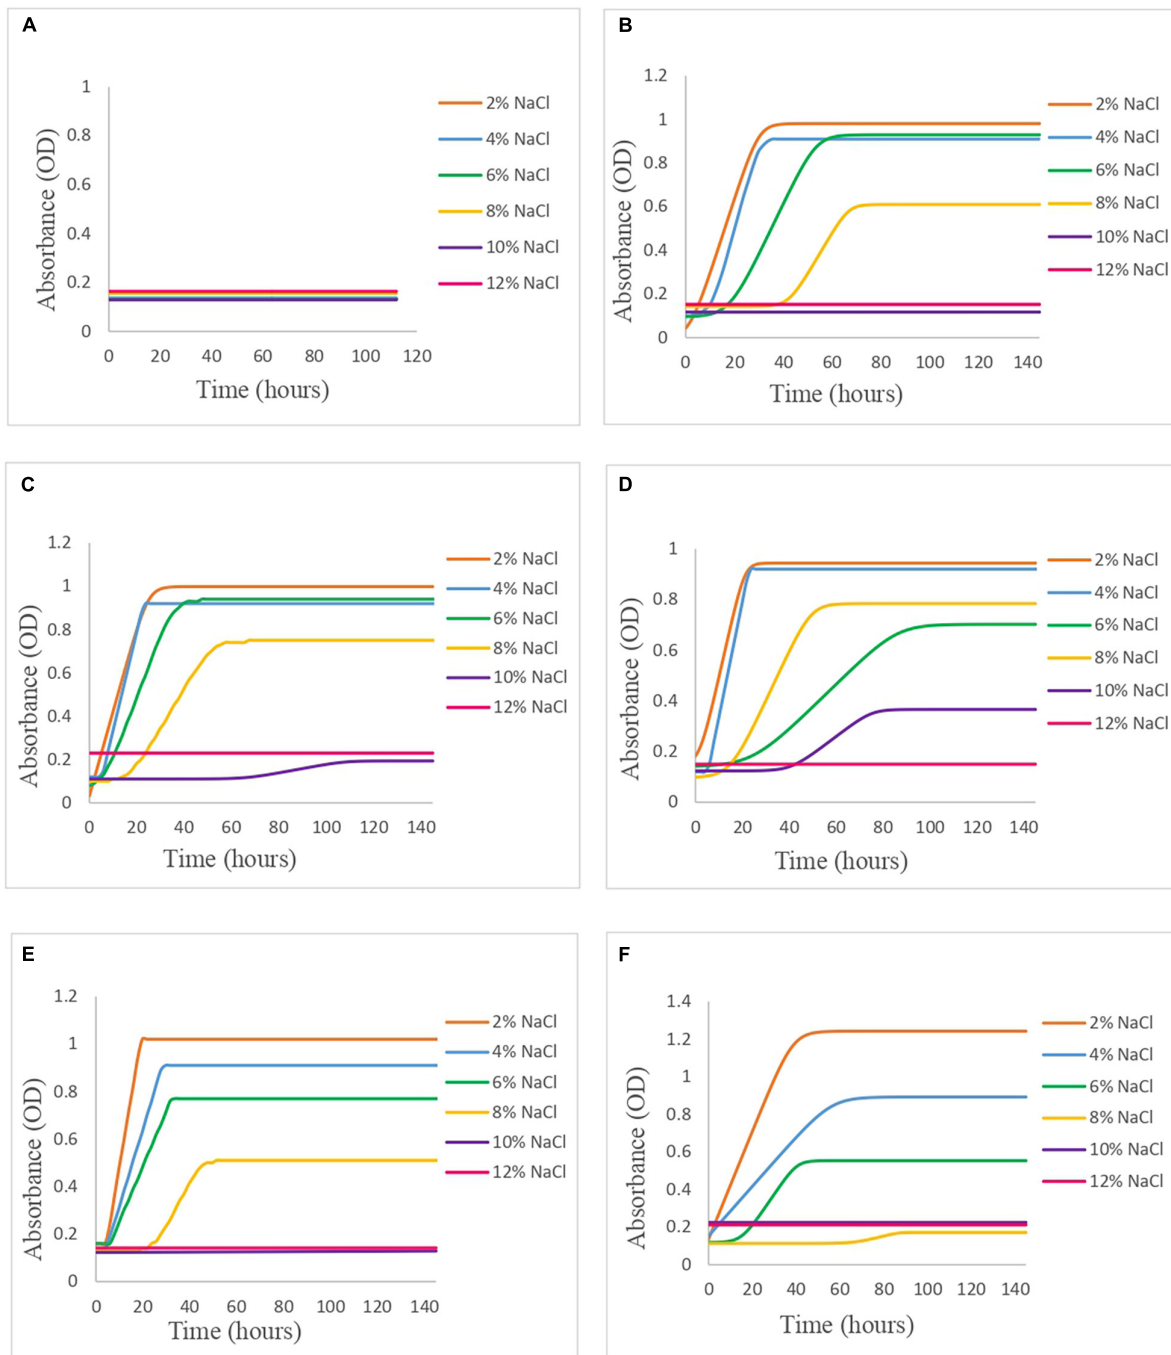 A
Absorbance (OD)
1
0.8
0.6
0.4
0.2
0
0 20 40 60 80 100 120
Time (hours)
2% NaCl
4% NaCl
6% NaCl
8% NaCl
10% NaCl
12% NaCl
B
Absorbance (OD)
1.2
1
0.8
0.6
0.4
0.2
0
0 20 40 60 80 100 120 140
Time (hours)
2% NaCl
4% NaCl
6% NaCl
8% NaCl
10% NaCl
12% NaCl
C
Absorbance (OD)
1.2
1
0.8
0.6
0.4
0.2
0
0 20 40 60 80 100 120 140
Time (hours)
2% NaCl
4% NaCl
6% NaCl
8% NaCl
10% NaCl
12% NaCl
D
Absorbance (OD)
1
0.8
0.6
0.4
0.2
0
0 20 40 60 80 100 120 140
Time (hours)
2% NaCl
4% NaCl
6% NaCl
8% NaCl
10% NaCl
12% NaCl
E
Absorbance (OD)
1.2
1
0.8
0.6
0.4
0.2
0
0 20 40 60 80 100 120 140
Time (hours)
2% NaCl
4% NaCl
6% NaCl
8% NaCl
10% NaCl
12% NaCl
F
Absorbance (OD)
1.4
1.2
1
0.8
0.6
0.4
0.2
0
0 20 40 60 80 100 120 140
Time (hours)
2% NaCl
4% NaCl
6% NaCl
8% NaCl
10% NaCl
12% NaCl